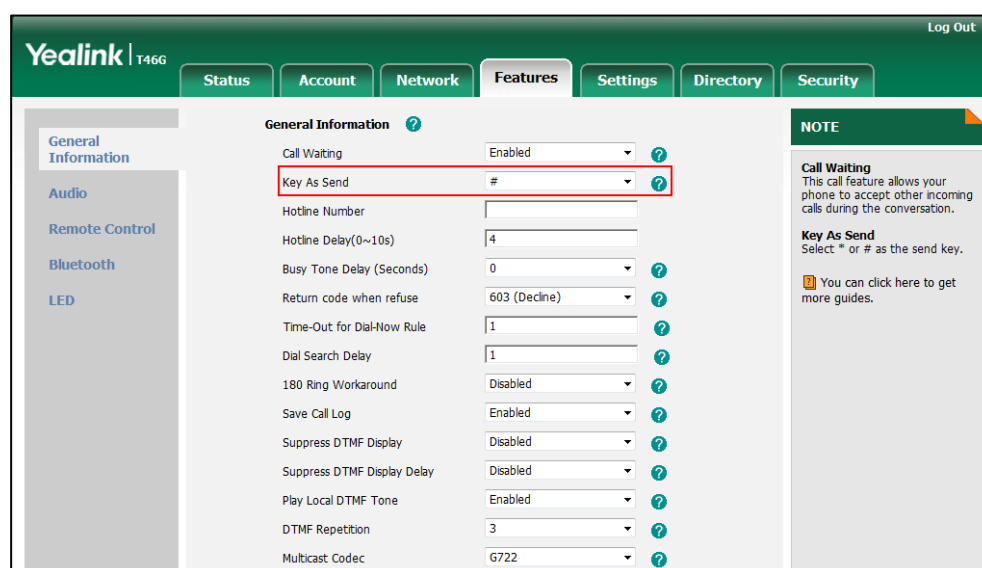 Log Out
Yealink | T46G
Status Account Network Features Settings Directory Security
General Information
Audio
Remote Control
Bluetooth
LED
General Information ?
Call Waiting Enabled ?
Key As Send # ?
Hotline Number
Hotline Delay(0~10s) 4
Busy Tone Delay (Seconds) 0 ?
Return code when refuse 603 (Decline) ?
Time-Out for Dial-Now Rule 1 ?
Dial Search Delay 1 ?
180 Ring Workaround Disabled ?
Save Call Log Enabled ?
Suppress DTMF Display Disabled ?
Suppress DTMF Display Delay Disabled ?
Play Local DTMF Tone Enabled ?
DTMF Repetition 3 ?
Multicast Codec G722 ?
NOTE
Call Waiting
This call feature allows your
phone to accept other incoming
calls during the conversation.
Key As Send
Select * or # as the send key.
? You can click here to get
more guides.